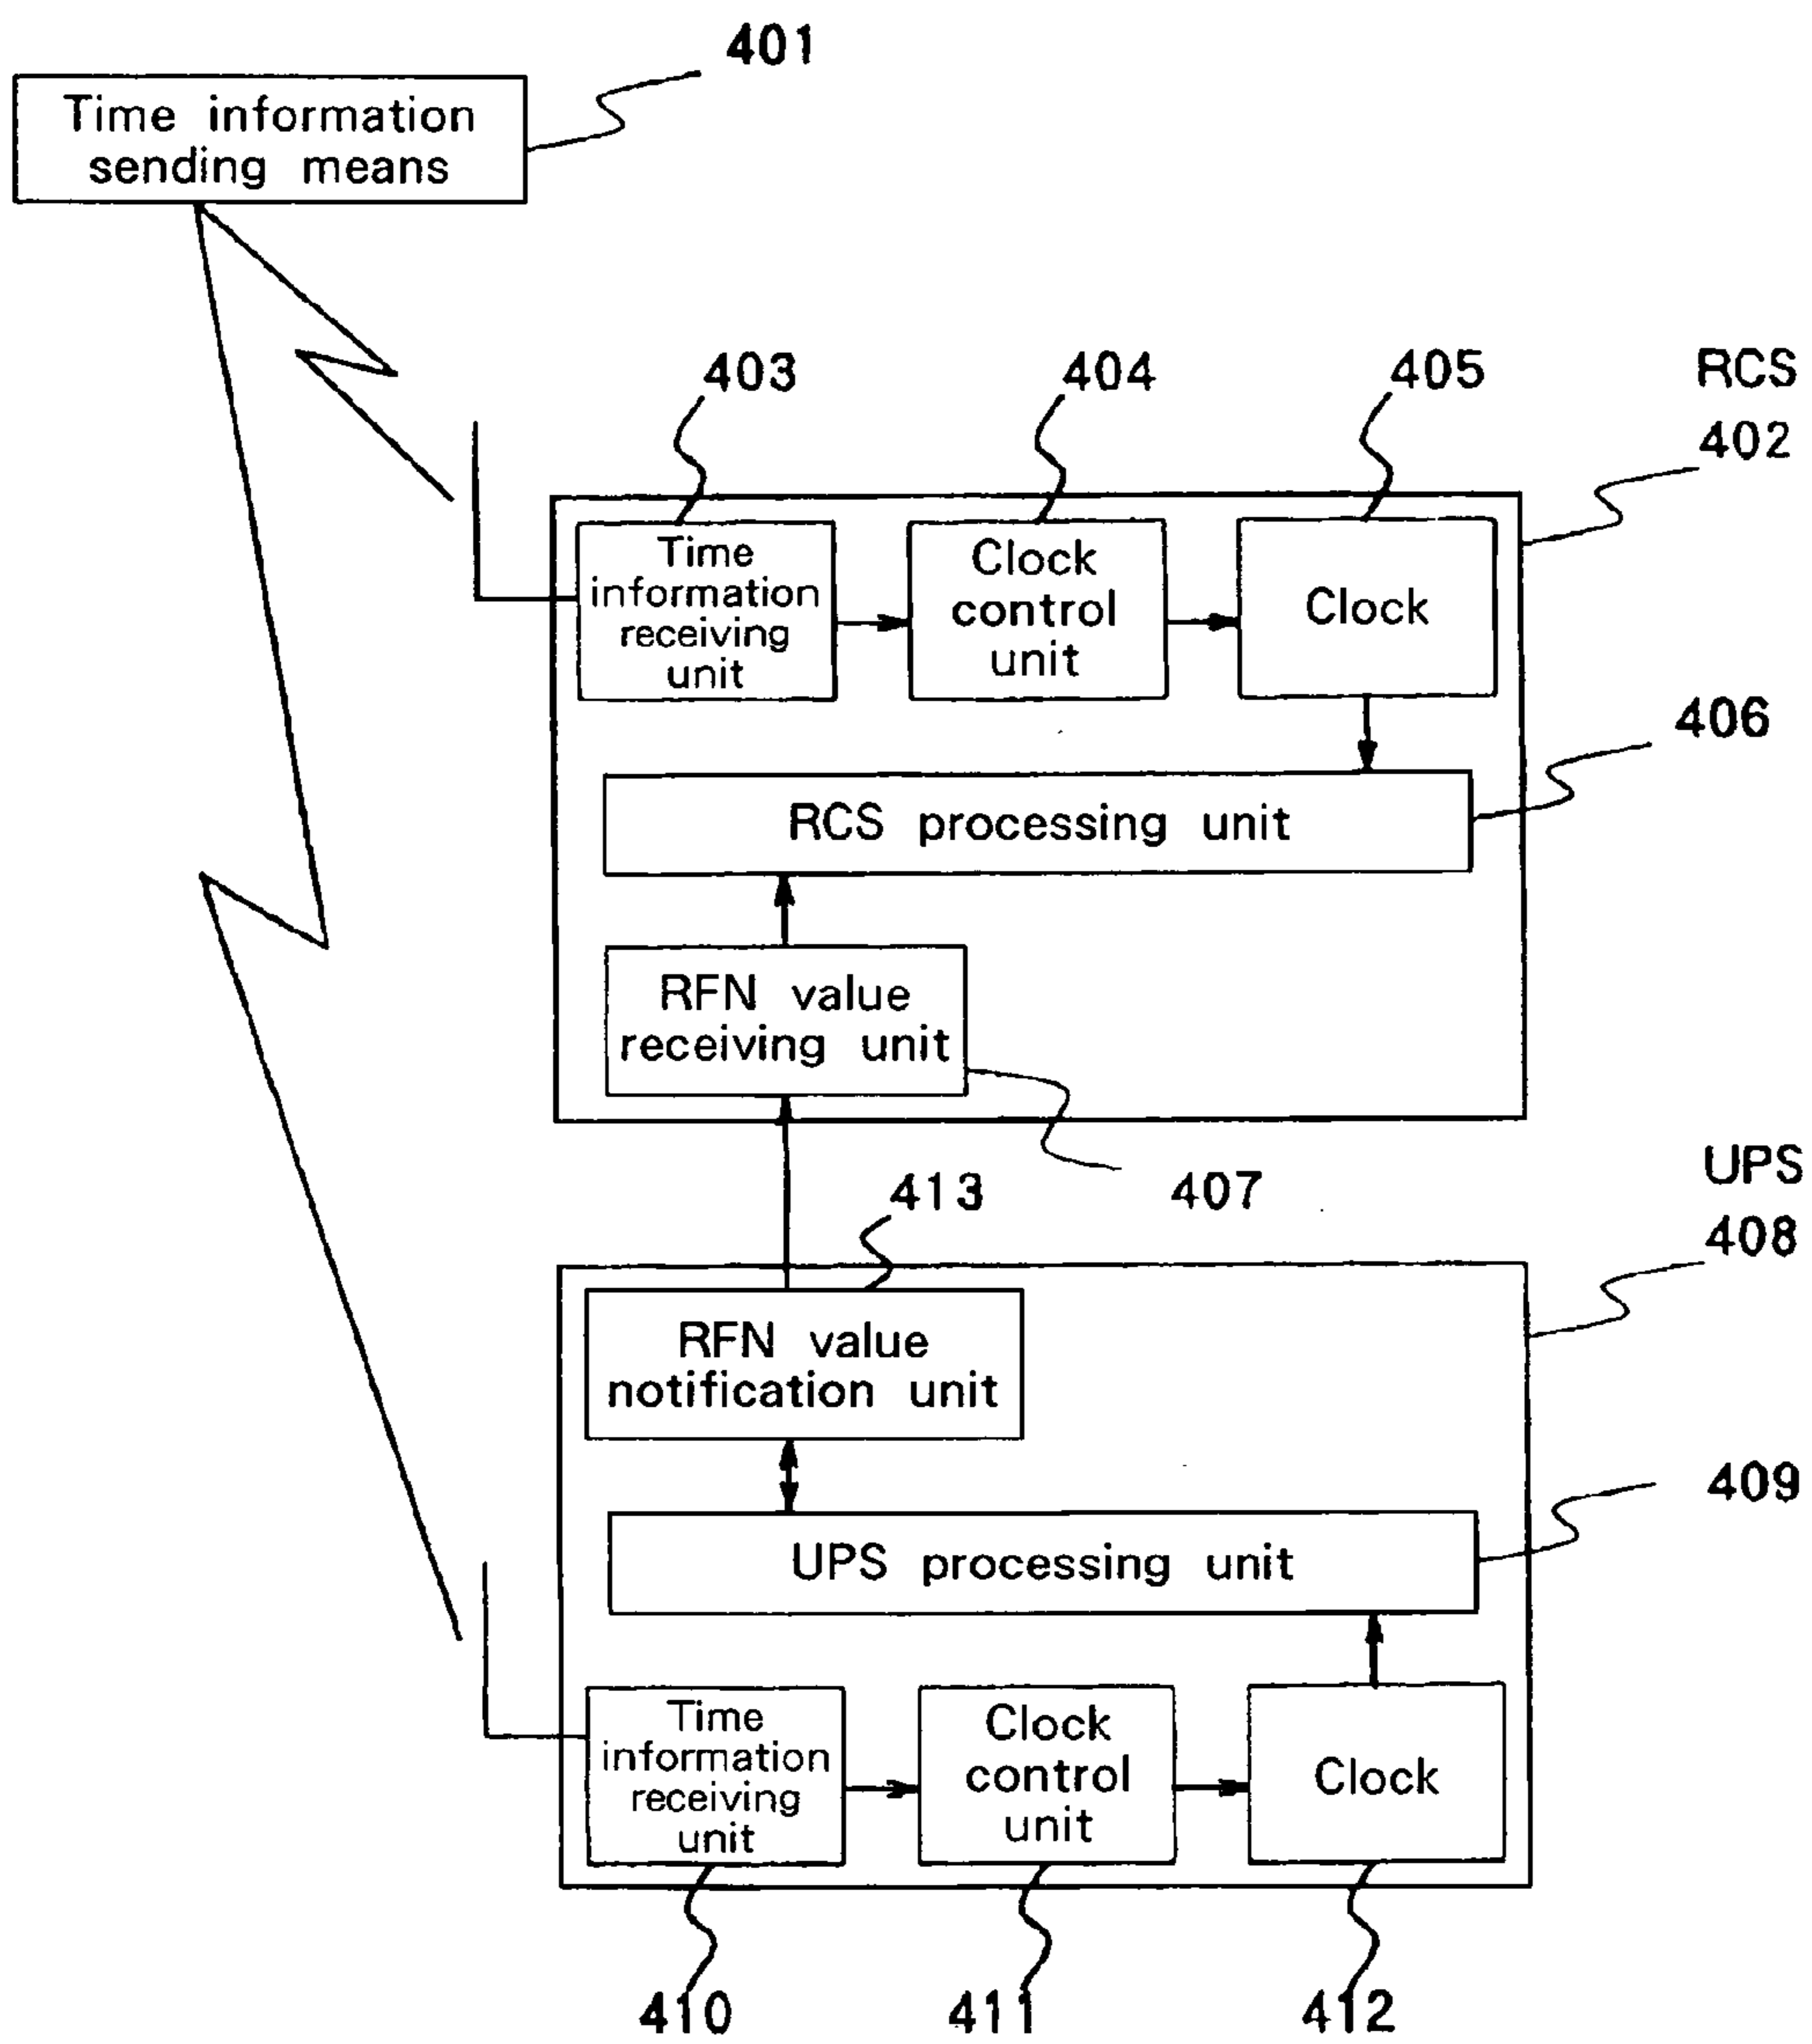 401
Time information
sending means
403
404
405
RCS
402
Time
information
receiving
unit
Clock
control
unit
Clock
406
RCS processing unit
RFN value
receiving unit
407
413
UPS
408
RFN value
notification unit
409
UPS processing unit
Time
information
receiving
unit
Clock
control
unit
Clock
410
411
412